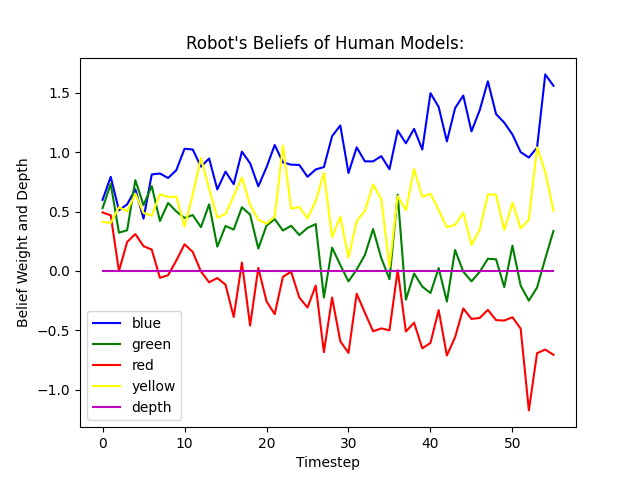 Robot's Beliefs of Human Models:
Belief Weight and Depth
1.5
1.0
0.5
0.0
−0.5
−1.0
blue
green
red
yellow
depth
0 10 20 30 40 50
Timestep